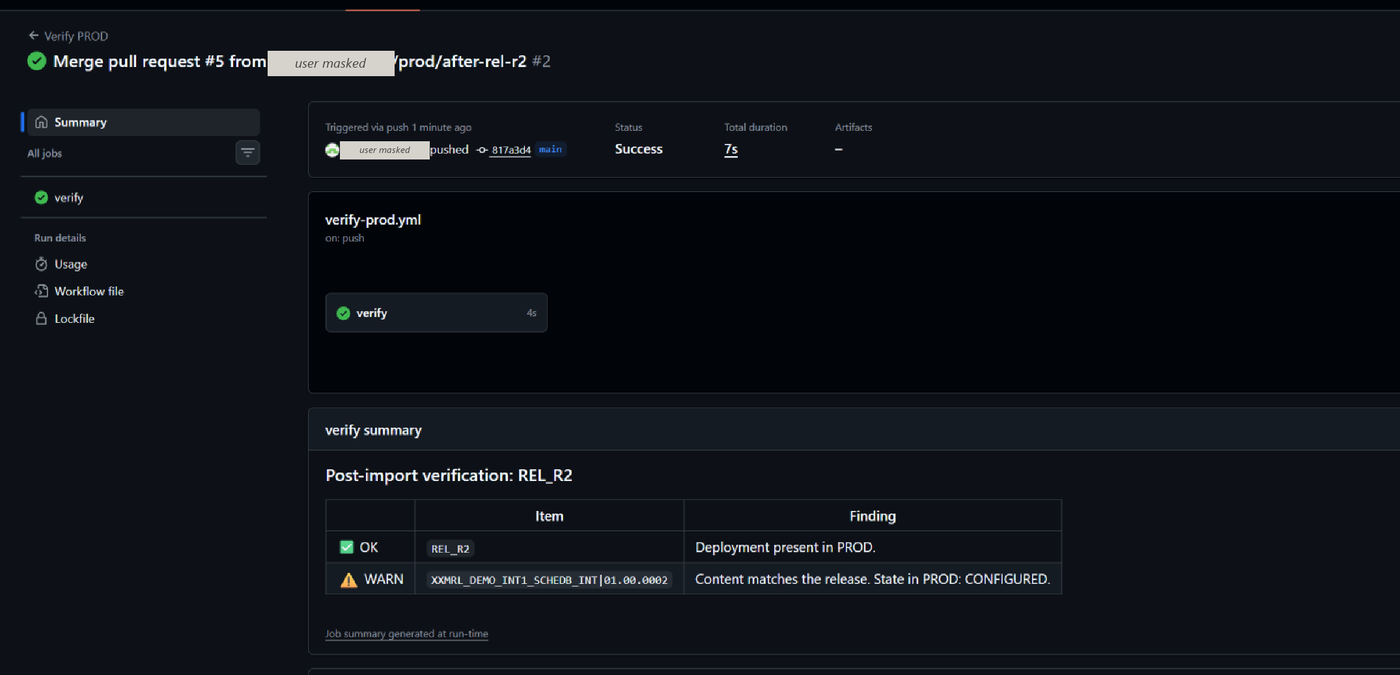 Verify PROD
Merge pull request #5 from user masked /prod/after-rel-r2 #2
Summary
All jobs
verify
Run details
Usage
Workflow file
Lockfile
Triggered via push 1 minute ago
user masked pushed 817a3d4 main
Status
Success
Total duration
7s
Artifacts
–
verify-prod.yml
on: push
verify 4s
verify summary
Post-import verification: REL_R2
Item Finding
OK REL_R2 Deployment present in PROD.
WARN XXMRL_DEMO_INT1_SCHEDB_INT|01.00.0002 Content matches the release. State in PROD: CONFIGURED.
Job summary generated at run-time